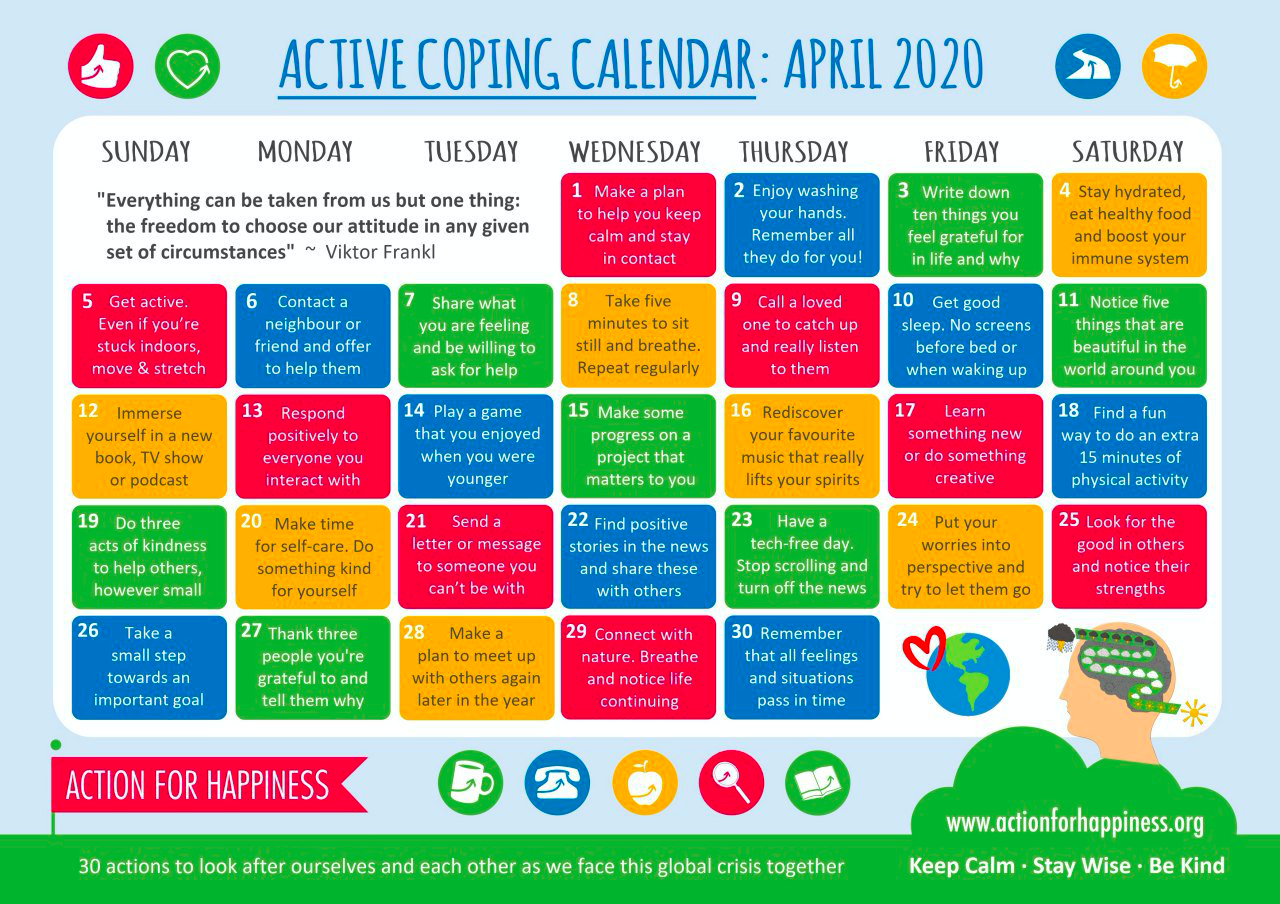 ACTIVE COPING CALENDAR: APRIL 2020
SUNDAY
MONDAY
TUESDAY
WEDNESDAY
THURSDAY
FRIDAY
SATURDAY
"Everything can be taken from us but one thing:
the freedom to choose our attitude in any given
set of circumstances" ~ Viktor Frankl
1 Make a plan
to help you keep
calm and stay
in contact
2 Enjoy washing
your hands.
Remember all
they do for you!
3 Write down
ten things you
feel grateful for
in life and why
4 Stay hydrated,
eat healthy food
and boost your
immune system
5 Get active.
Even if you're
stuck indoors,
move & stretch
6 Contact a
neighbour or
friend and offer
to help them
7 Share what
you are feeling
and be willing to
ask for help
8 Take five
minutes to sit
still and breathe.
Repeat regularly
9 Call a loved
one to catch up
and really listen
to them
10 Get good
sleep. No screens
before bed or
when waking up
11 Notice five
things that are
beautiful in the
world around you
12 Immerse
yourself in a new
book, TV show
or podcast
13 Respond
positively to
everyone you
interact with
14 Play a game
that you enjoyed
when you were
younger
15 Make some
progress on a
project that
matters to you
16 Rediscover
your favourite
music that really
lifts your spirits
17 Learn
something new
or do something
creative
18 Find a fun
way to do an extra
15 minutes of
physical activity
19 Do three
acts of kindness
to help others,
however small
20 Make time
for self-care. Do
something kind
for yourself
21 Send a
letter or message
to someone you
can't be with
22 Find positive
stories in the news
and share these
with others
23 Have a
tech-free day.
Stop scrolling and
turn off the news
24 Put your
worries into
perspective and
try to let them go
25 Look for the
good in others
and notice their
strengths
26 Take a
small step
towards an
important goal
27 Thank three
people you're
grateful to and
tell them why
28 Make a
plan to meet up
with others again
later in the year
29 Connect with
nature. Breathe
and notice life
continuing
30 Remember
that all feelings
and situations
pass in time
ACTION FOR HAPPINESS
www.actionforhappiness.org
30 actions to look after ourselves and each other as we face this global crisis together
Keep Calm · Stay Wise · Be Kind